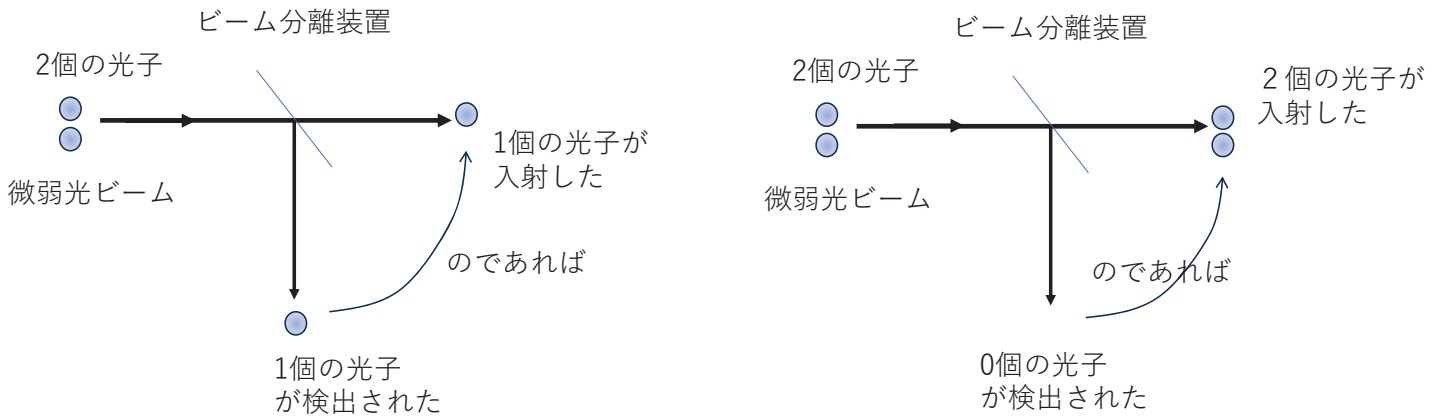 ビーム分離装置
2個の光子
微弱光ビーム
1個の光子が
入射した
のであれば
1個の光子
が検出された
ビーム分離装置
2個の光子
微弱光ビーム
２個の光子が
入射した
のであれば
0個の光子
が検出された